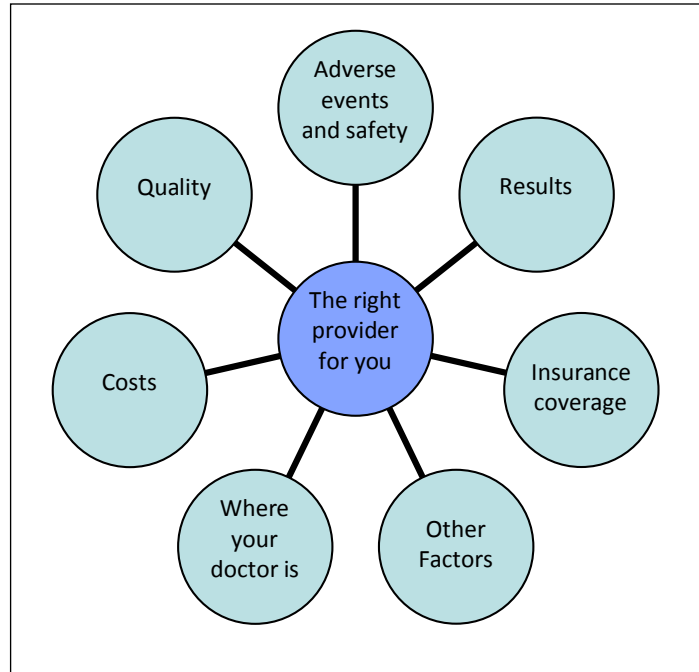 Adverse
events
and safety
Quality
Results
The right
provider
for you
Costs
Insurance
coverage
Where
your
doctor is
Other
Factors